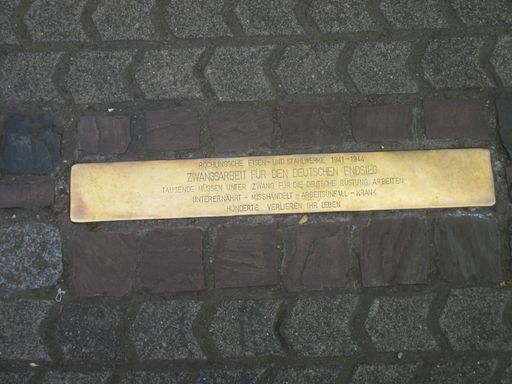 RÖCHLINGSCHE EISEN- UND STAHLWERKE 1941-1944
ZWANGSARBEIT FÜR DEN DEUTSCHEN ENDSIEG
TAUSENDE MÜSSEN UNTER ZWANG FÜR DIE DEUTSCHE RÜSTUNG ARBEITEN
UNTERERNÄHRT - MISSHANDELT - ARBEITSUNFALL - KRANK
HUNDERTE VERLIEREN IHR LEBEN